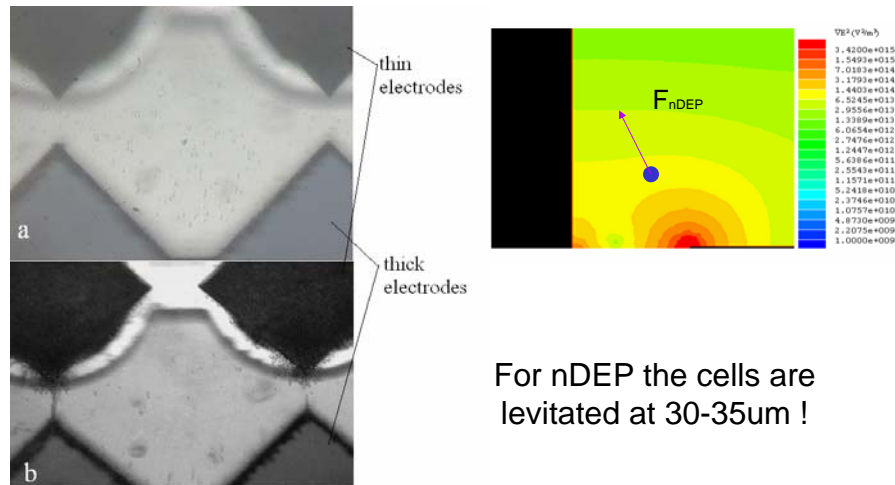 thin
electrodes
thick
electrodes
a
b
F nDEP
∇E² (V²/m³)
3.4200e+015
1.5493e+015
7.0183e+014
3.1793e+014
1.4403e+014
6.5245e+013
2.9556e+013
1.3389e+013
6.0654e+012
2.7476e+012
1.2447e+012
5.6386e+011
2.5543e+011
1.1571e+011
5.2418e+010
2.3746e+010
1.0757e+010
4.8730e+009
2.2075e+009
1.0000e+009
For nDEP the cells are
levitated at 30-35um !